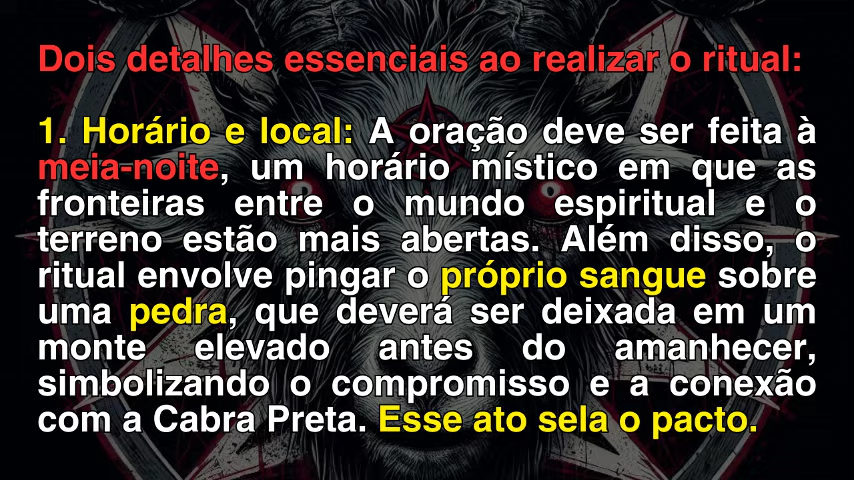 Dois detalhes essenciais ao realizar o ritual:
1. Horário e local: A oração deve ser feita à
meia-noite, um horário místico em que as
fronteiras entre o mundo espiritual e o
terreno estão mais abertas. Além disso, o
ritual envolve pingar o próprio sangue sobre
uma pedra, que deverá ser deixada em um
monte elevado antes do amanhecer,
simbolizando o compromisso e a conexão
com a Cabra Preta. Esse ato sela o pacto.